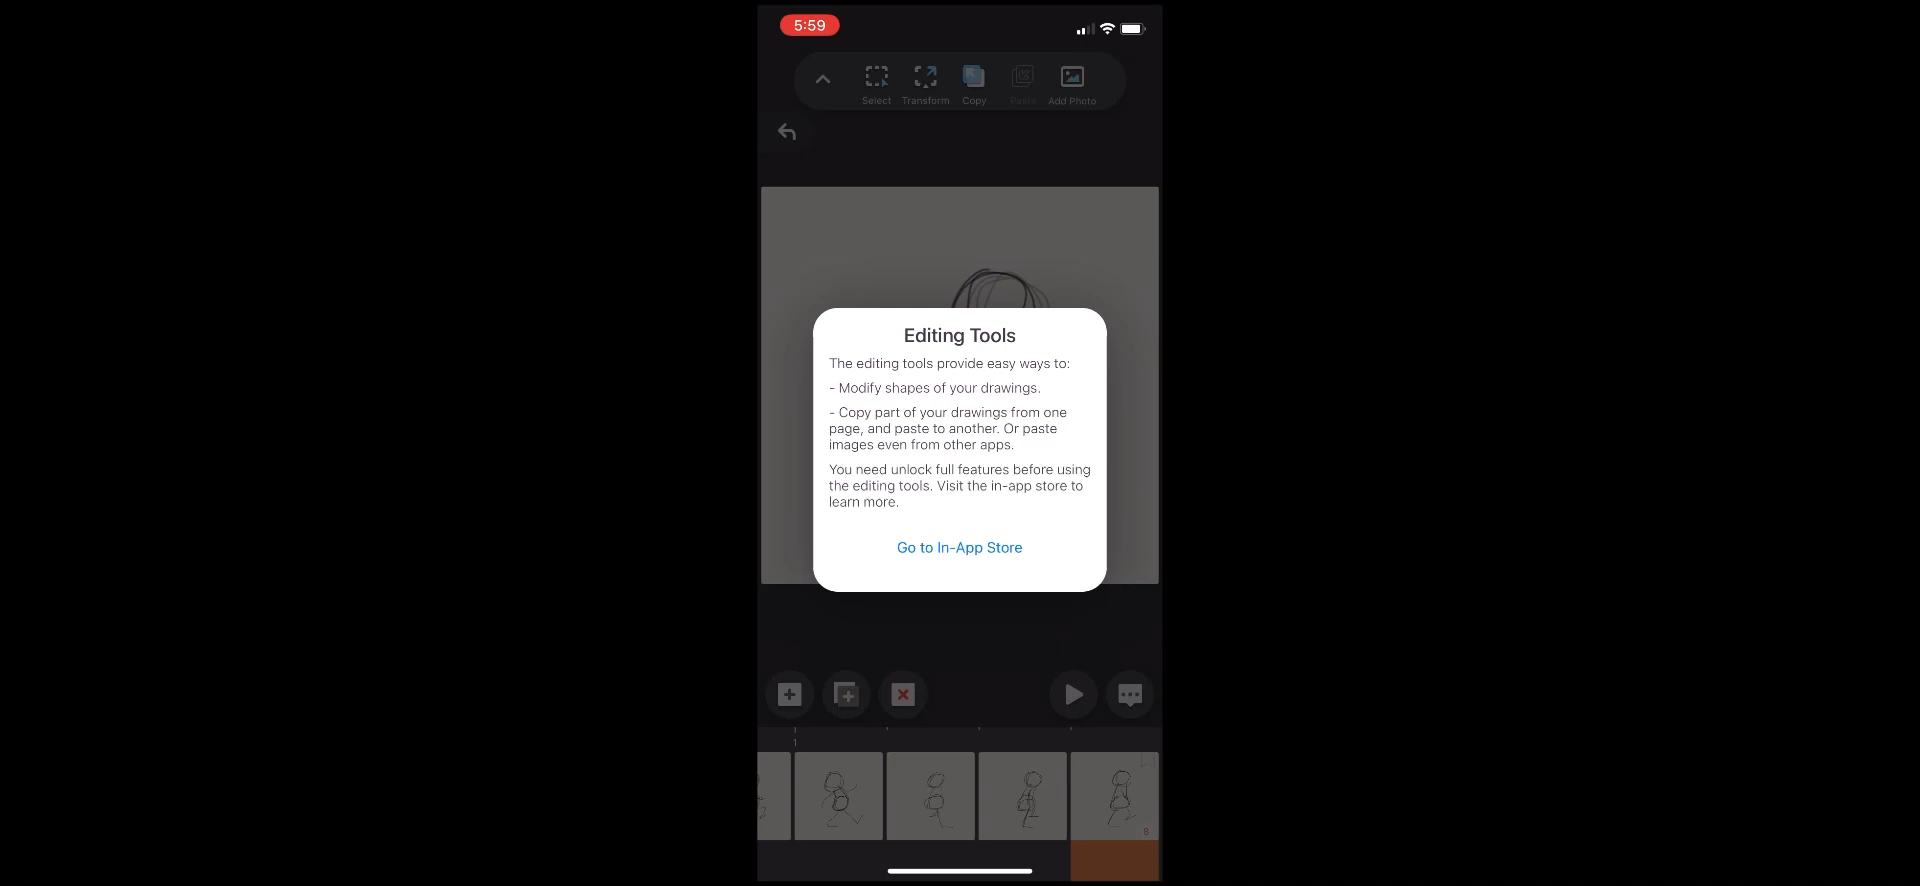 5:59
Select Transform Copy Paste Add Photo
Editing Tools
The editing tools provide easy ways to:
- Modify shapes of your drawings.
- Copy part of your drawings from one
page, and paste to another. Or paste
images even from other apps.
You need unlock full features before using
the editing tools. Visit the in-app store to
learn more.
Go to In-App Store
1
8